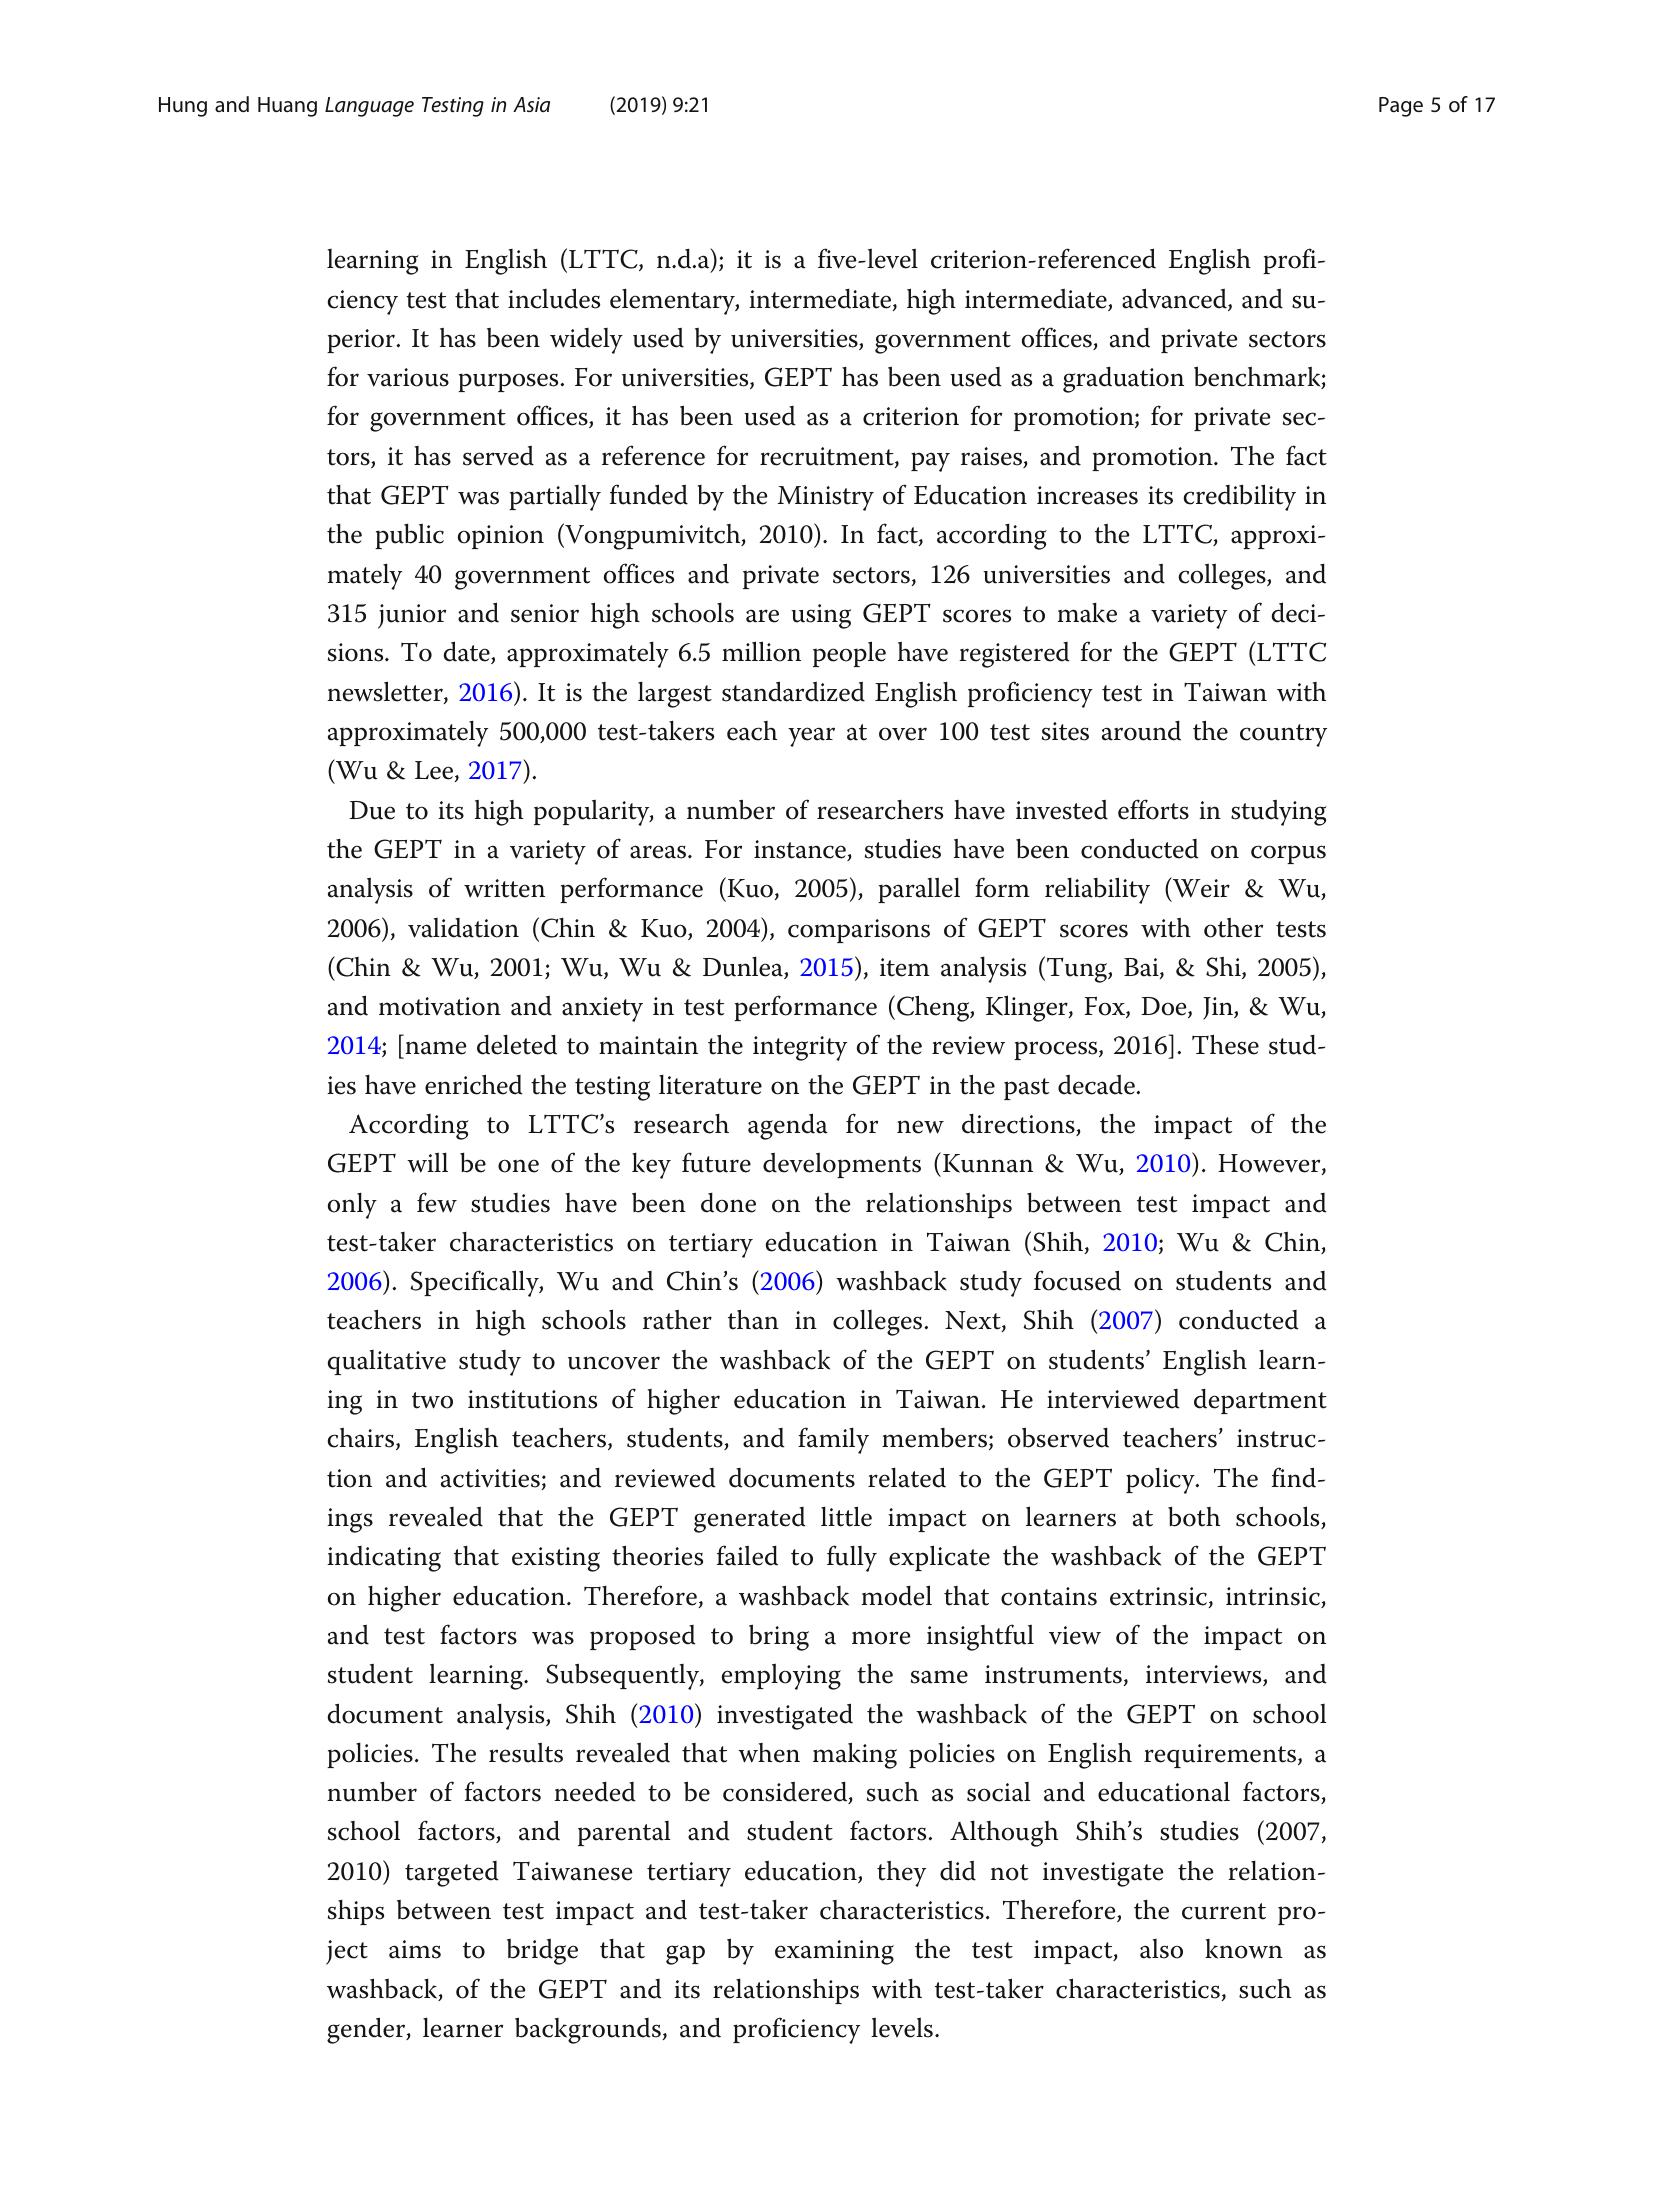 Hung and Huang Language Testing in Asia (2019) 9:21 Page 5 of 17
learning in English (LTTC, n.d.a); it is a five-level criterion-referenced English profi-
ciency test that includes elementary, intermediate, high intermediate, advanced, and su-
perior. It has been widely used by universities, government offices, and private sectors
for various purposes. For universities, GEPT has been used as a graduation benchmark;
for government offices, it has been used as a criterion for promotion; for private sec-
tors, it has served as a reference for recruitment, pay raises, and promotion. The fact
that GEPT was partially funded by the Ministry of Education increases its credibility in
the public opinion (Vongpumivitch, 2010). In fact, according to the LTTC, approxi-
mately 40 government offices and private sectors, 126 universities and colleges, and
315 junior and senior high schools are using GEPT scores to make a variety of deci-
sions. To date, approximately 6.5 million people have registered for the GEPT (LTTC
newsletter, 2016). It is the largest standardized English proficiency test in Taiwan with
approximately 500,000 test-takers each year at over 100 test sites around the country
(Wu & Lee, 2017).
Due to its high popularity, a number of researchers have invested efforts in studying
the GEPT in a variety of areas. For instance, studies have been conducted on corpus
analysis of written performance (Kuo, 2005), parallel form reliability (Weir & Wu,
2006), validation (Chin & Kuo, 2004), comparisons of GEPT scores with other tests
(Chin & Wu, 2001; Wu, Wu & Dunlea, 2015), item analysis (Tung, Bai, & Shi, 2005),
and motivation and anxiety in test performance (Cheng, Klinger, Fox, Doe, Jin, & Wu,
2014; [name deleted to maintain the integrity of the review process, 2016]. These stud-
ies have enriched the testing literature on the GEPT in the past decade.
According to LTTC’s research agenda for new directions, the impact of the
GEPT will be one of the key future developments (Kunnan & Wu, 2010). However,
only a few studies have been done on the relationships between test impact and
test-taker characteristics on tertiary education in Taiwan (Shih, 2010; Wu & Chin,
2006). Specifically, Wu and Chin’s (2006) washback study focused on students and
teachers in high schools rather than in colleges. Next, Shih (2007) conducted a
qualitative study to uncover the washback of the GEPT on students’ English learn-
ing in two institutions of higher education in Taiwan. He interviewed department
chairs, English teachers, students, and family members; observed teachers’ instruc-
tion and activities; and reviewed documents related to the GEPT policy. The find-
ings revealed that the GEPT generated little impact on learners at both schools,
indicating that existing theories failed to fully explicate the washback of the GEPT
on higher education. Therefore, a washback model that contains extrinsic, intrinsic,
and test factors was proposed to bring a more insightful view of the impact on
student learning. Subsequently, employing the same instruments, interviews, and
document analysis, Shih (2010) investigated the washback of the GEPT on school
policies. The results revealed that when making policies on English requirements, a
number of factors needed to be considered, such as social and educational factors,
school factors, and parental and student factors. Although Shih’s studies (2007,
2010) targeted Taiwanese tertiary education, they did not investigate the relation-
ships between test impact and test-taker characteristics. Therefore, the current pro-
ject aims to bridge that gap by examining the test impact, also known as
washback, of the GEPT and its relationships with test-taker characteristics, such as
gender, learner backgrounds, and proficiency levels.